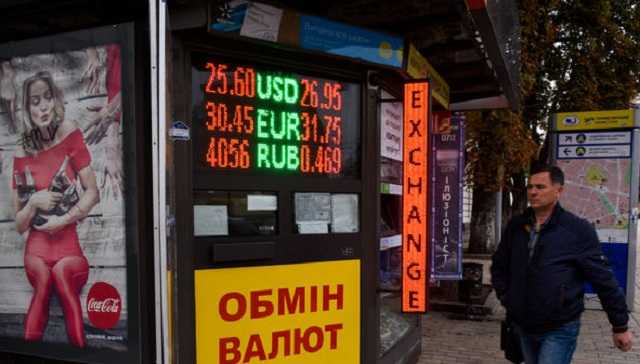 25.60 USD 26.95
30.45 EUR 31.75
4056 RUB 0.469
EXCHANGE
ІЛЮЗІОНІСТ
ОБМІН
ВАЛЮТ
Coca-Cola